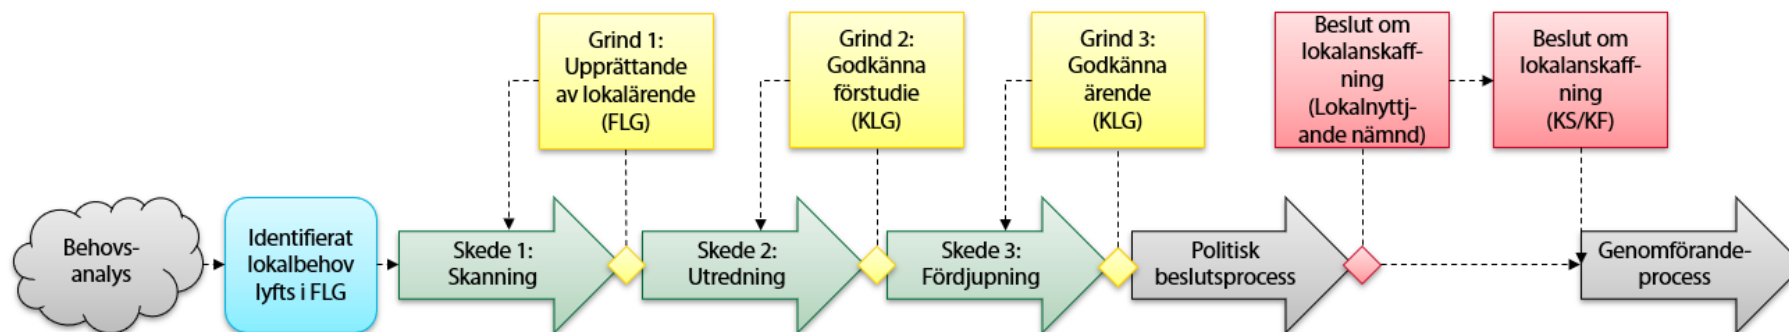 Grind 1:
Upprättande
av lokalärende
(FLG)
Grind 2:
Godkänna
förstudie
(KLG)
Grind 3:
Godkänna
ärende
(KLG)
Beslut om
lokalanskaff-
ning
(Lokalnyttj-
ande nämnd)
Beslut om
lokalanskaff-
ning
(KS/KF)
Behovs-
analys
Identifierat
lokalbehov
lyfts i FLG
Skede 1:
Skanning
Skede 2:
Utredning
Skede 3:
Fördjupning
Politisk
beslutsprocess
Genomförande-
process